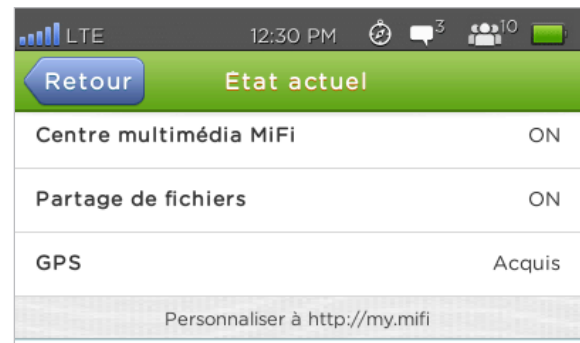 LTE 12:30 PM 3 10
Retour État actuel
Centre multimédia MiFi ON
Partage de fichiers ON
GPS Acquis
Personnaliser à http://my.mifi